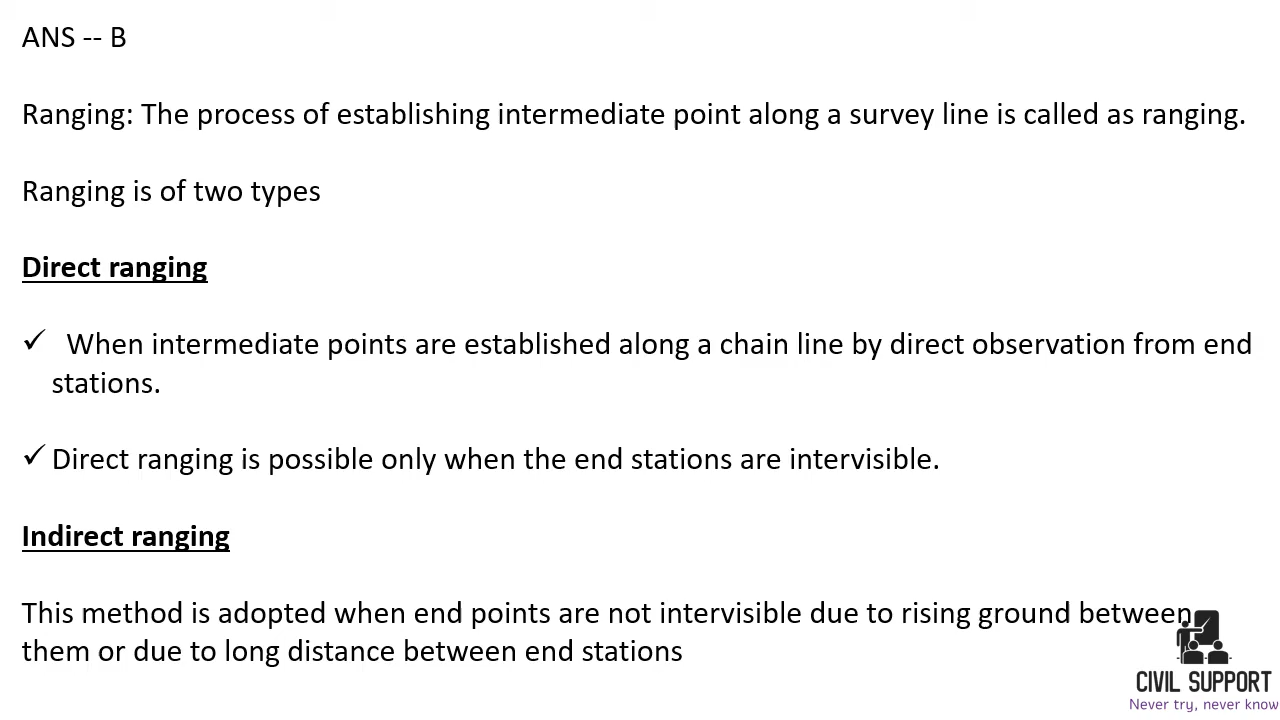 ANS -- B
Ranging: The process of establishing intermediate point along a survey line is called as ranging.
Ranging is of two types
Direct ranging
✓ When intermediate points are established along a chain line by direct observation from end
stations.
✓ Direct ranging is possible only when the end stations are intervisible.
Indirect ranging
This method is adopted when end points are not intervisible due to rising ground between
them or due to long distance between end stations
CIVIL SUPPORT
Never try, never know